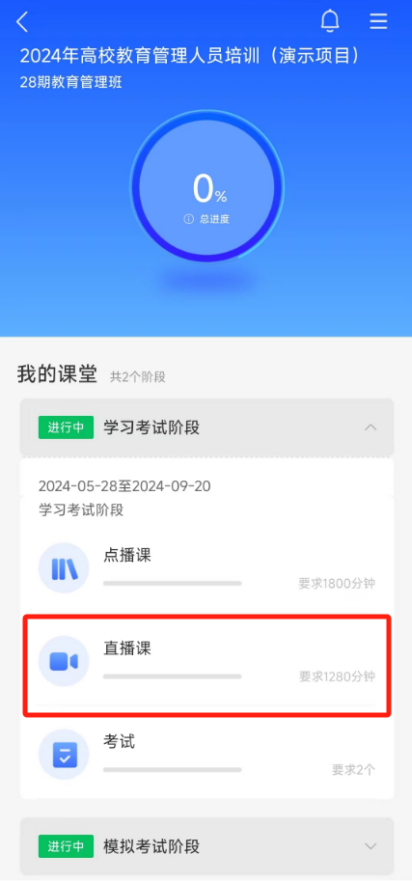 2024年高校教育管理人员培训（演示项目）
28期教育管理班
0%
总进度
我的课堂 共2个阶段
进行中 学习考试阶段
2024-05-28至2024-09-20
学习考试阶段
点播课
要求1800分钟
直播课
要求1280分钟
考试
要求2个
进行中 模拟考试阶段